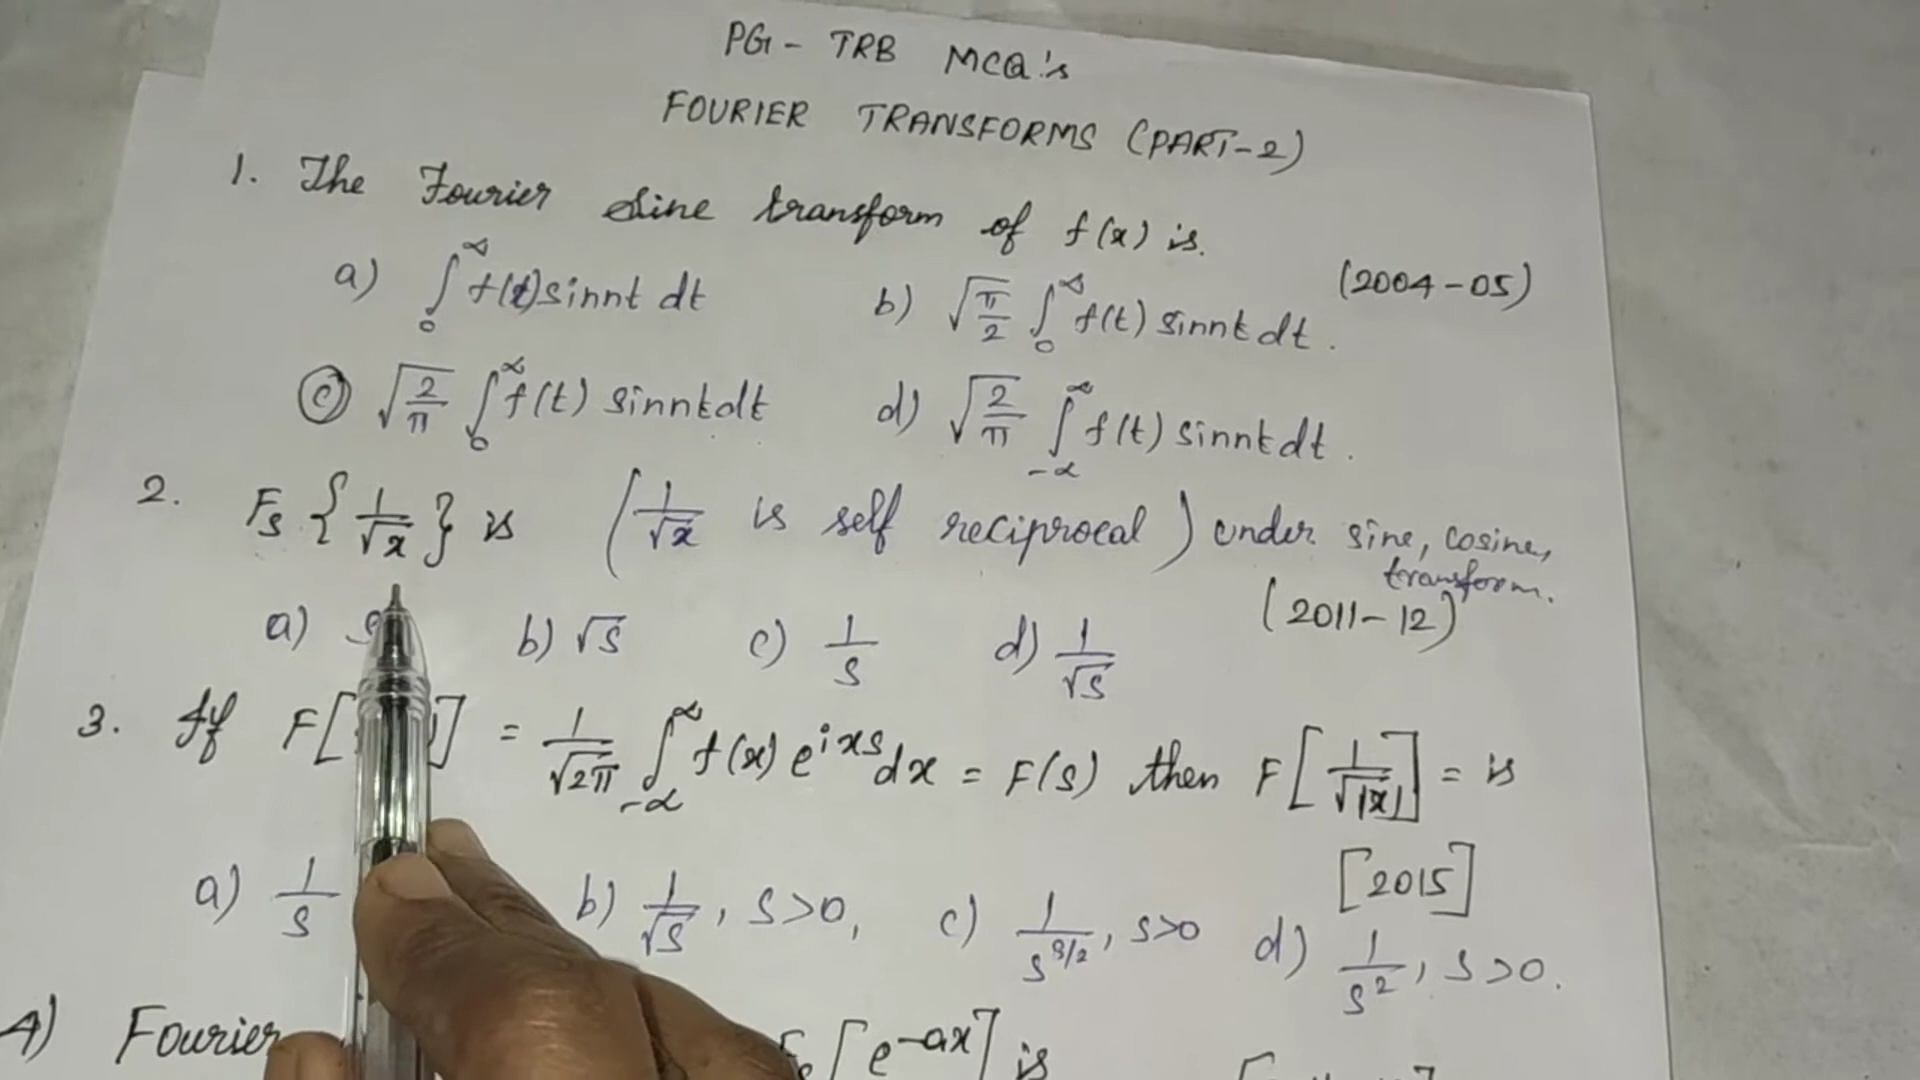 PG - TRB MCQ's
FOURIER TRANSFORMS (PART-2)
1. The Fourier Sine transform of f(x) is.
(2004-05)
a) ∫₀^∞ f(t) sinnt dt b) √(π/2) ∫₀^∞ f(t) sinnt dt.
c) √(2/π) ∫₀^∞ f(t) sinnt dt d) √(2/π) ∫₋∞^∞ f(t) sinnt dt.
2. Fs {1/√x} is (1/√x is self reciprocal) under sine, cosine,
transform.
(2011-12)
a) b) √s c) 1/s d) 1/√s
3. If F[ ] = 1/√2π ∫₋∞^∞ f(x) e^ixs dx = F(s) then F[1/√|x|] = is
[2015]
a) 1/s b) 1/√s, s>0, c) 1/s^3/2, s>0 d) 1/s², s>0.
4) Fourier [e^-ax] is